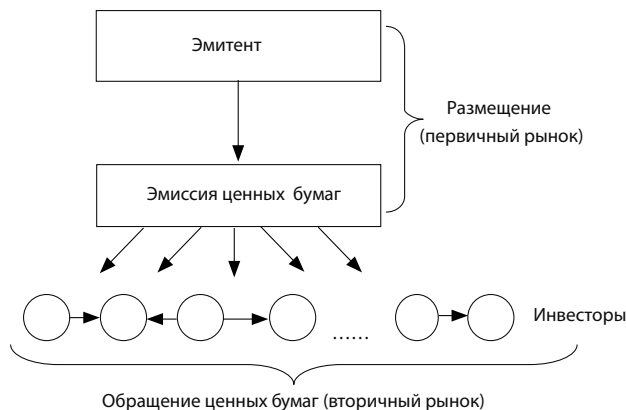 Эмитент
Размещение
(первичный рынок)
Эмиссия ценных бумаг
Инвесторы
......
Обращение ценных бумаг (вторичный рынок)